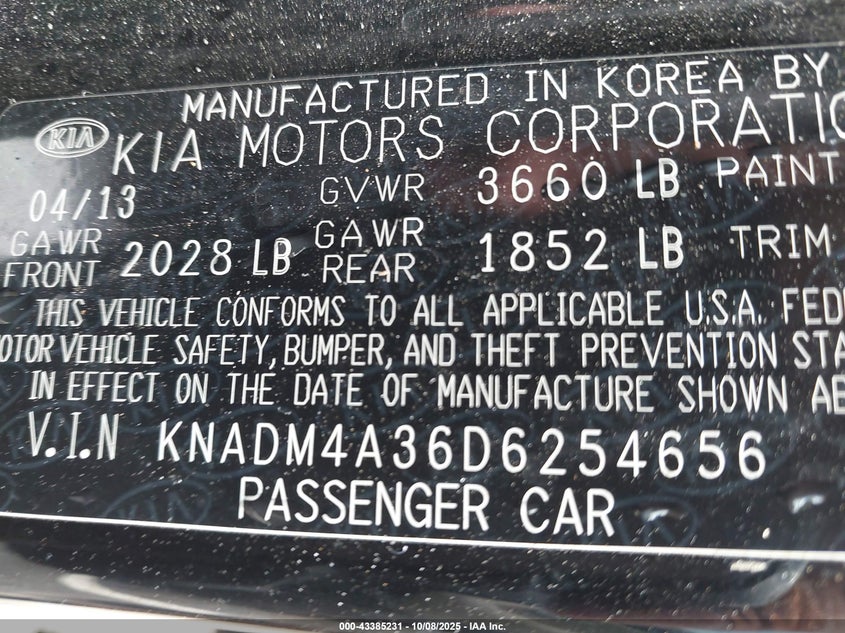 MANUFACTURED IN KOREA BY
KIA KIA MOTORS CORPORATIO
04/13 GVWR 3660 LB PAINT
GAWR FRONT 2028 LB GAWR REAR 1852 LB TRIM
THIS VEHICLE CONFORMS TO ALL APPLICABLE U.S.A. FEDE
OTOR VEHICLE SAFETY, BUMPER, AND THEFT PREVENTION STA
IN EFFECT ON THE DATE OF MANUFACTURE SHOWN AB
V.I.N KNADM4A36D6254656
PASSENGER CAR
000-43385231 - 10/08/2025 - IAA Inc.